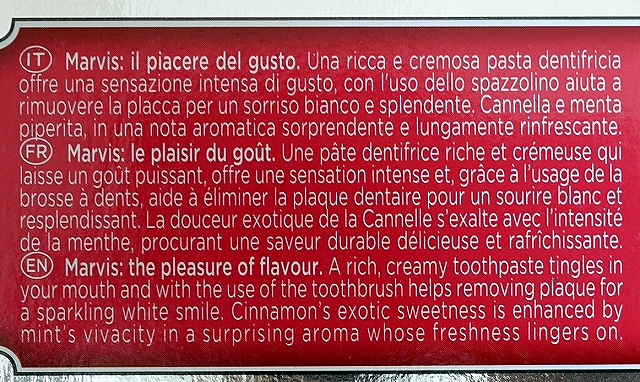 IT Marvis: il piacere del gusto. Una ricca e cremosa pasta dentifricia
offre una sensazione intensa di gusto, con l'uso dello spazzolino aiuta a
rimuovere la placca per un sorriso bianco e splendente. Cannella e menta
piperita, in una nota aromatica sorprendente e lungamente rinfrescante.
FR Marvis: le plaisir du goût. Une pâte dentifrice riche et crémeuse qui
laisse un goût puissant, offre une sensation intense et, grâce à l'usage de la
brosse à dents, aide à éliminer la plaque dentaire pour un sourire blanc et
resplendissant. La douceur exotique de la Cannelle s'exalte avec l'intensité
de la menthe, procurant une saveur durable délicieuse et rafrîchissante.
EN Marvis: the pleasure of flavour. A rich, creamy toothpaste tingles in
your mouth and with the use of the toothbrush helps removing plaque for
a sparkling white smile. Cinnamon's exotic sweetness is enhanced by
mint's vivacity in a surprising aroma whose freshness lingers on.